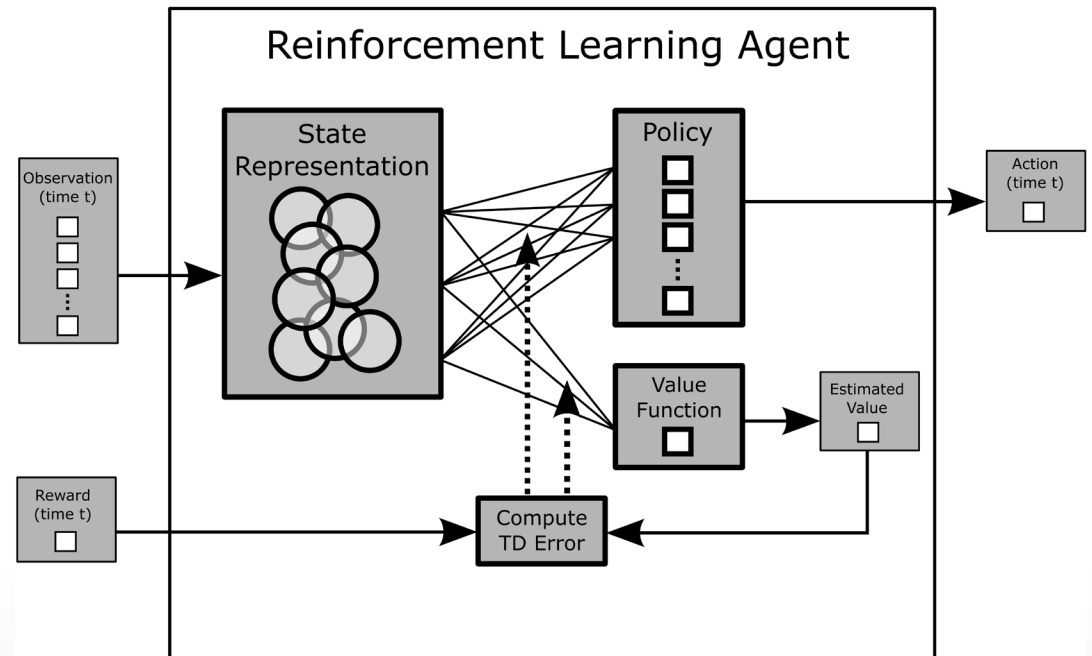 Reinforcement Learning Agent
State
Representation
Policy
Observation
(time t)
Action
(time t)
Value
Function
Estimated
Value
Reward
(time t)
Compute
TD Error